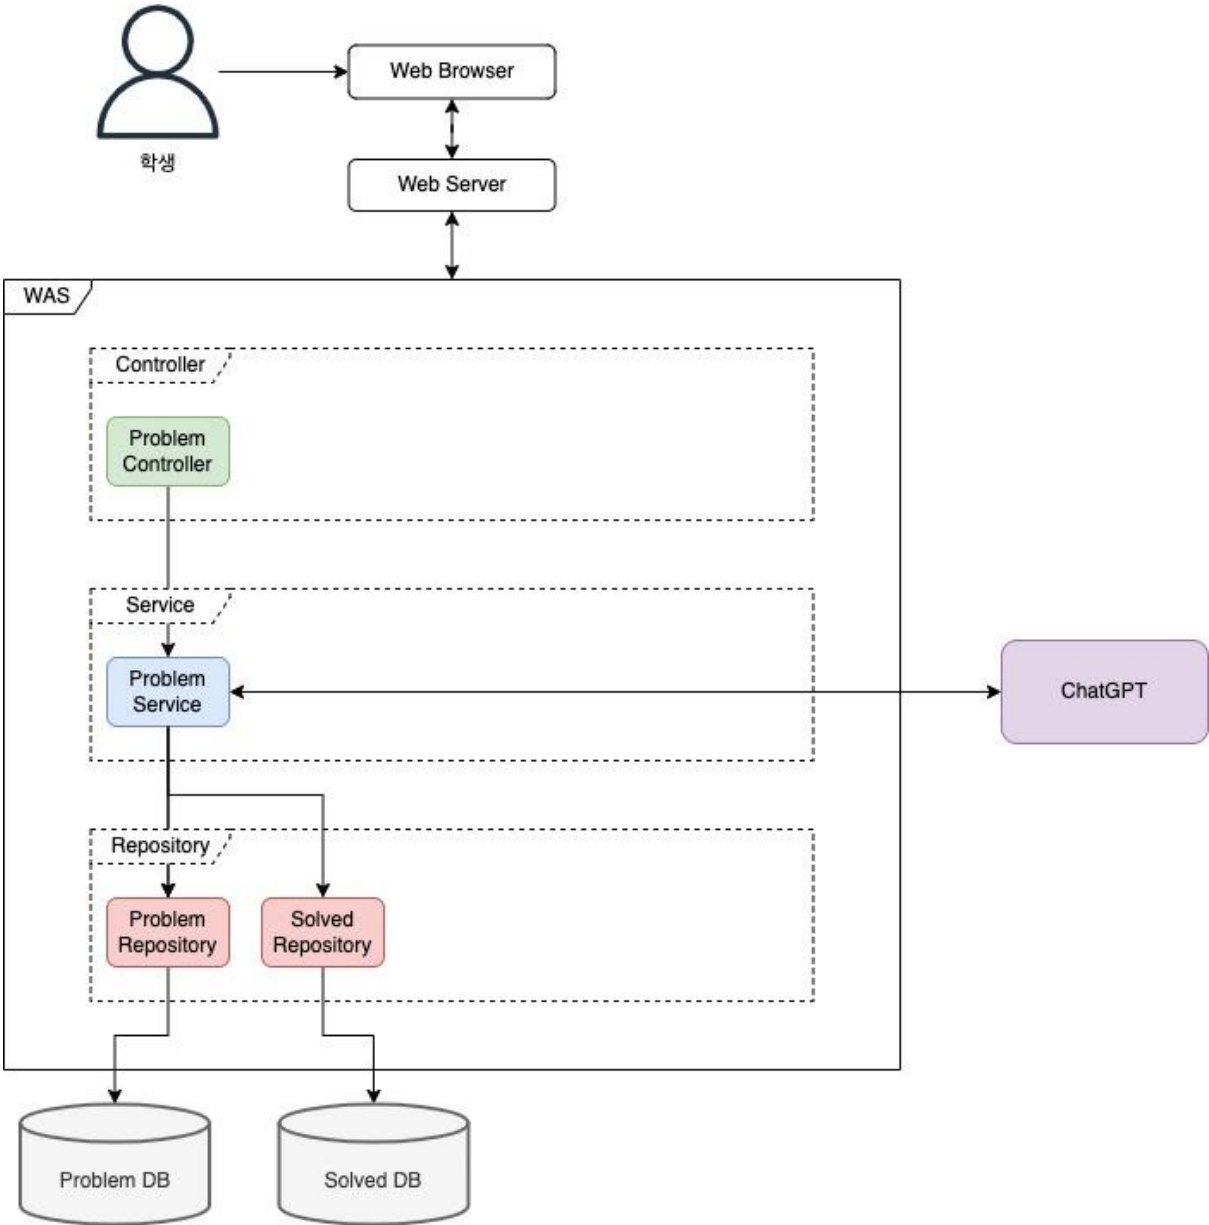 Web Browser
학생
Web Server
WAS
Controller
Problem
Controller
Service
Problem
Service
ChatGPT
Repository
Problem
Repository
Solved
Repository
Problem DB
Solved DB